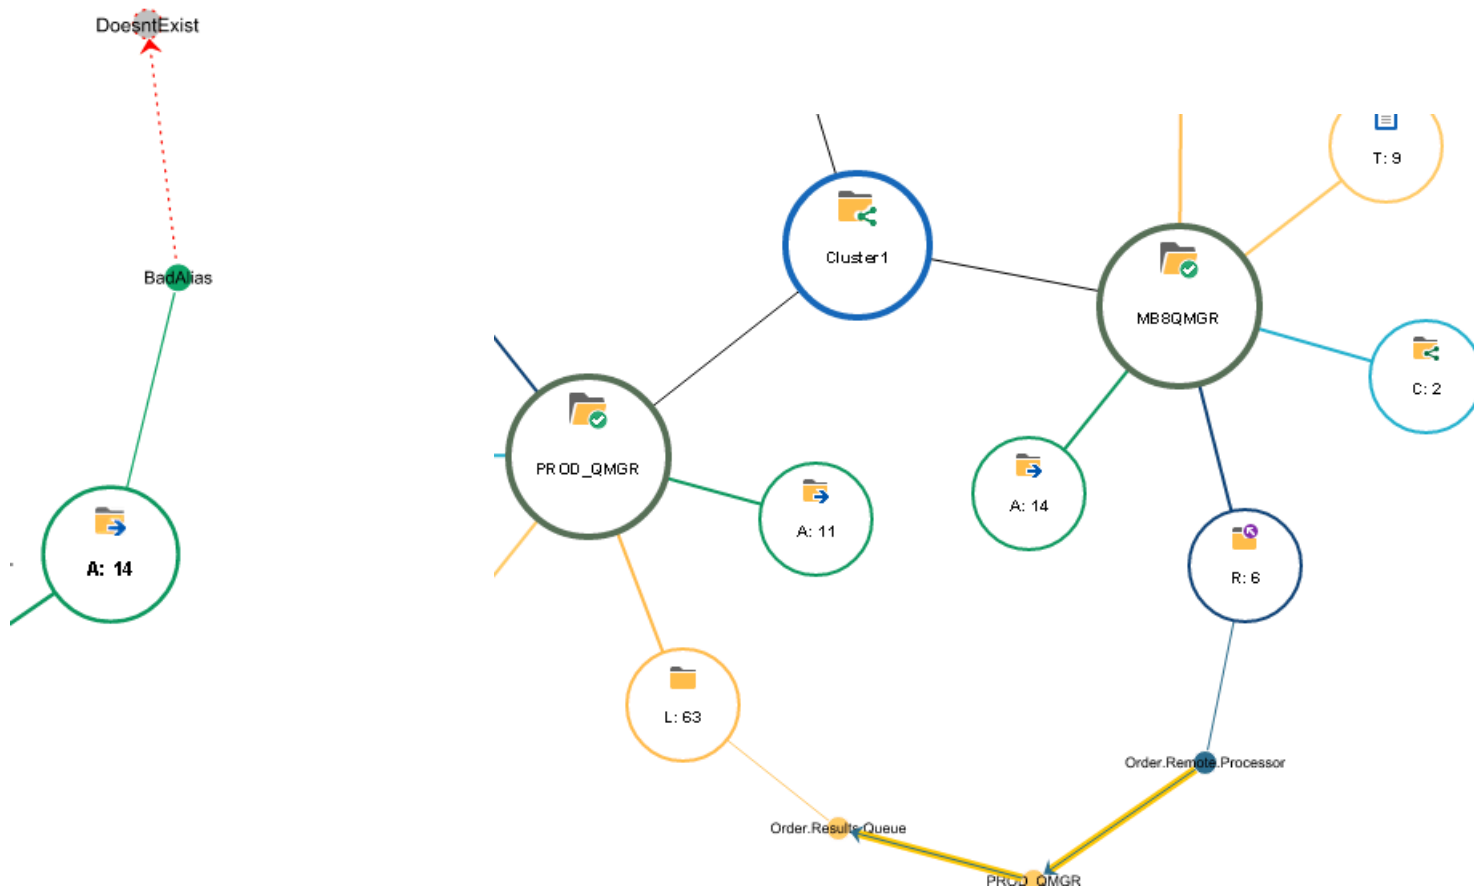 DoesntExist
BadAlias
A: 14
T: 9
Cluster1
MB8QMGR
C: 2
PROD_QMGR
A: 11
A: 14
R: 6
L: 63
Order.Remote.Processor
Order.Results.Queue
PROD_QMGR